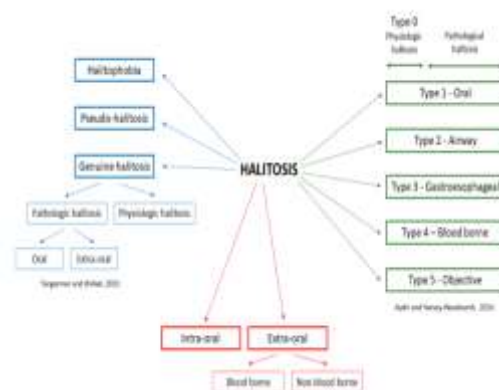 Type 0
Physiologic
halitosis
Pathological
halitosis
Halitophobia
Pseudo-halitosis
Genuine halitosis
Pathologic halitosis
Physiologic halitosis
Oral
HALITOSIS
Type 1 - Oral
Type 2 - Airway
Type 3 - Gastroesophageal
Type 4 - Blood borne
Type 5 - Objective
Intra-oral
Extra-oral
Blood borne
Non blood borne